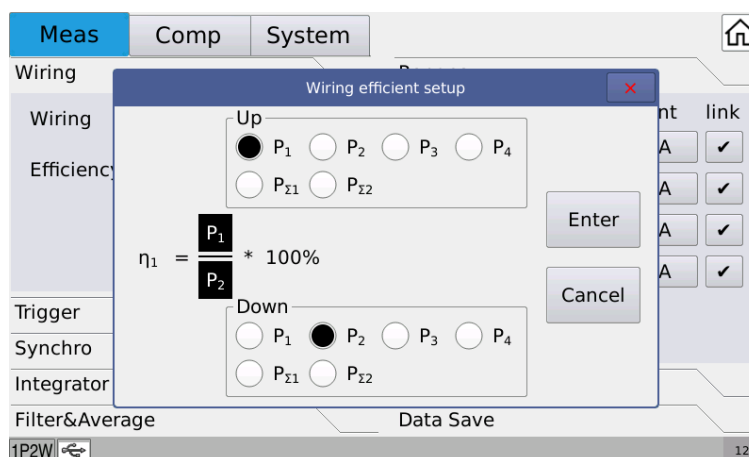 Meas Comp System
Wiring
Wiring efficient setup
Wiring nt link
Up
P₁ P₂ P₃ P₄
A ✔
Efficiency
PΣ1 PΣ2
A ✔
Enter
P₁
A ✔
η₁ = * 100%
P₂
A ✔
Cancel
Trigger
Down
P₁ P₂ P₃ P₄
Synchro
PΣ1 PΣ2
Integrator
Filter&Average Data Save
1P2W 12